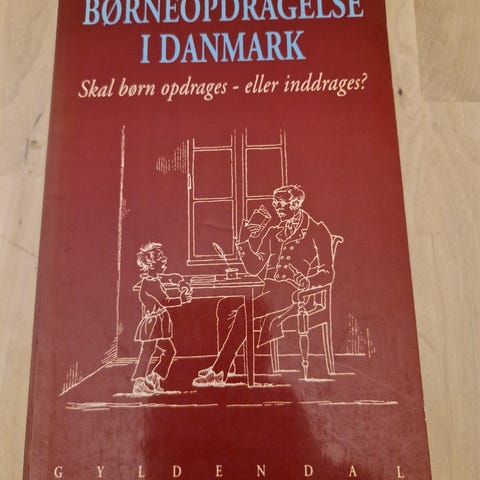 BØRNEOPDRAGELSE
I DANMARK
Skal børn opdrages - eller inddrages?
GYLDENDAL